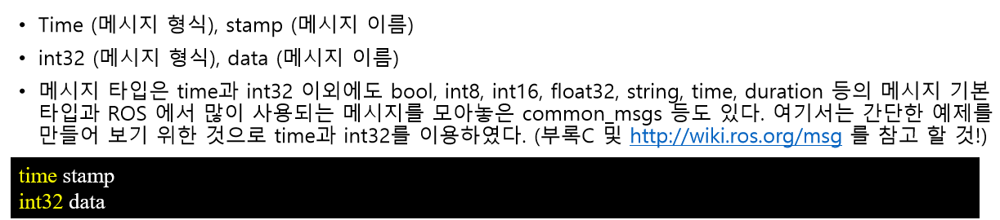 • Time (메시지 형식), stamp (메시지 이름)
• int32 (메시지 형식), data (메시지 이름)
• 메시지 타입은 time과 int32 이외에도 bool, int8, int16, float32, string, time, duration 등의 메시지 기본
타입과 ROS 에서 많이 사용되는 메시지를 모아놓은 common_msgs 등도 있다. 여기서는 간단한 예제를
만들어 보기 위한 것으로 time과 int32를 이용하였다. (부록C 및 http://wiki.ros.org/msg 를 참고 할 것!)
time stamp
int32 data